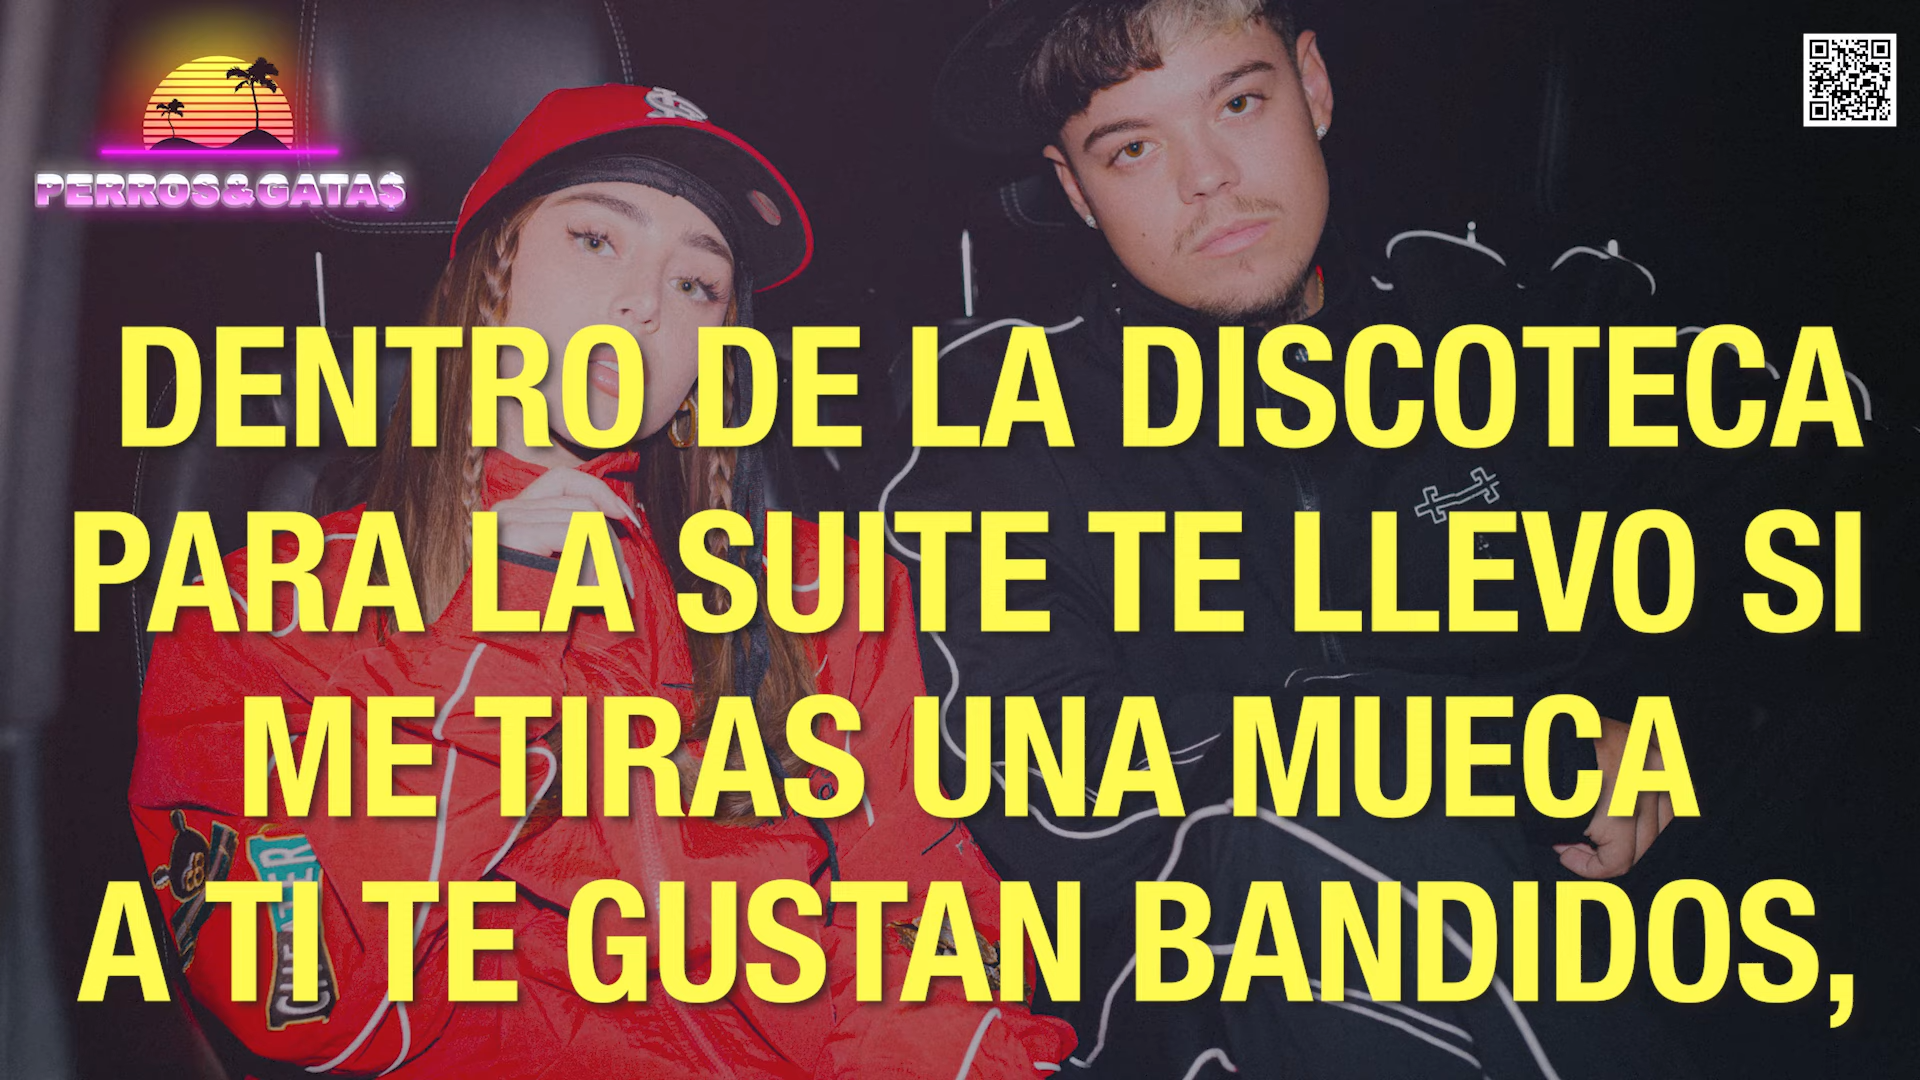 PERROS&GATA$
DENTRO DE LA DISCOTECA
PARA LA SUITE TE LLEVO SI
ME TIRAS UNA MUECA
A TI TE GUSTAN BANDIDOS,